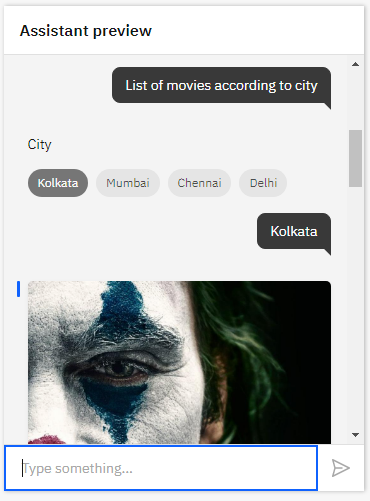 Assistant preview
List of movies according to city
City
Kolkata Mumbai Chennai Delhi
Kolkata
Type something...